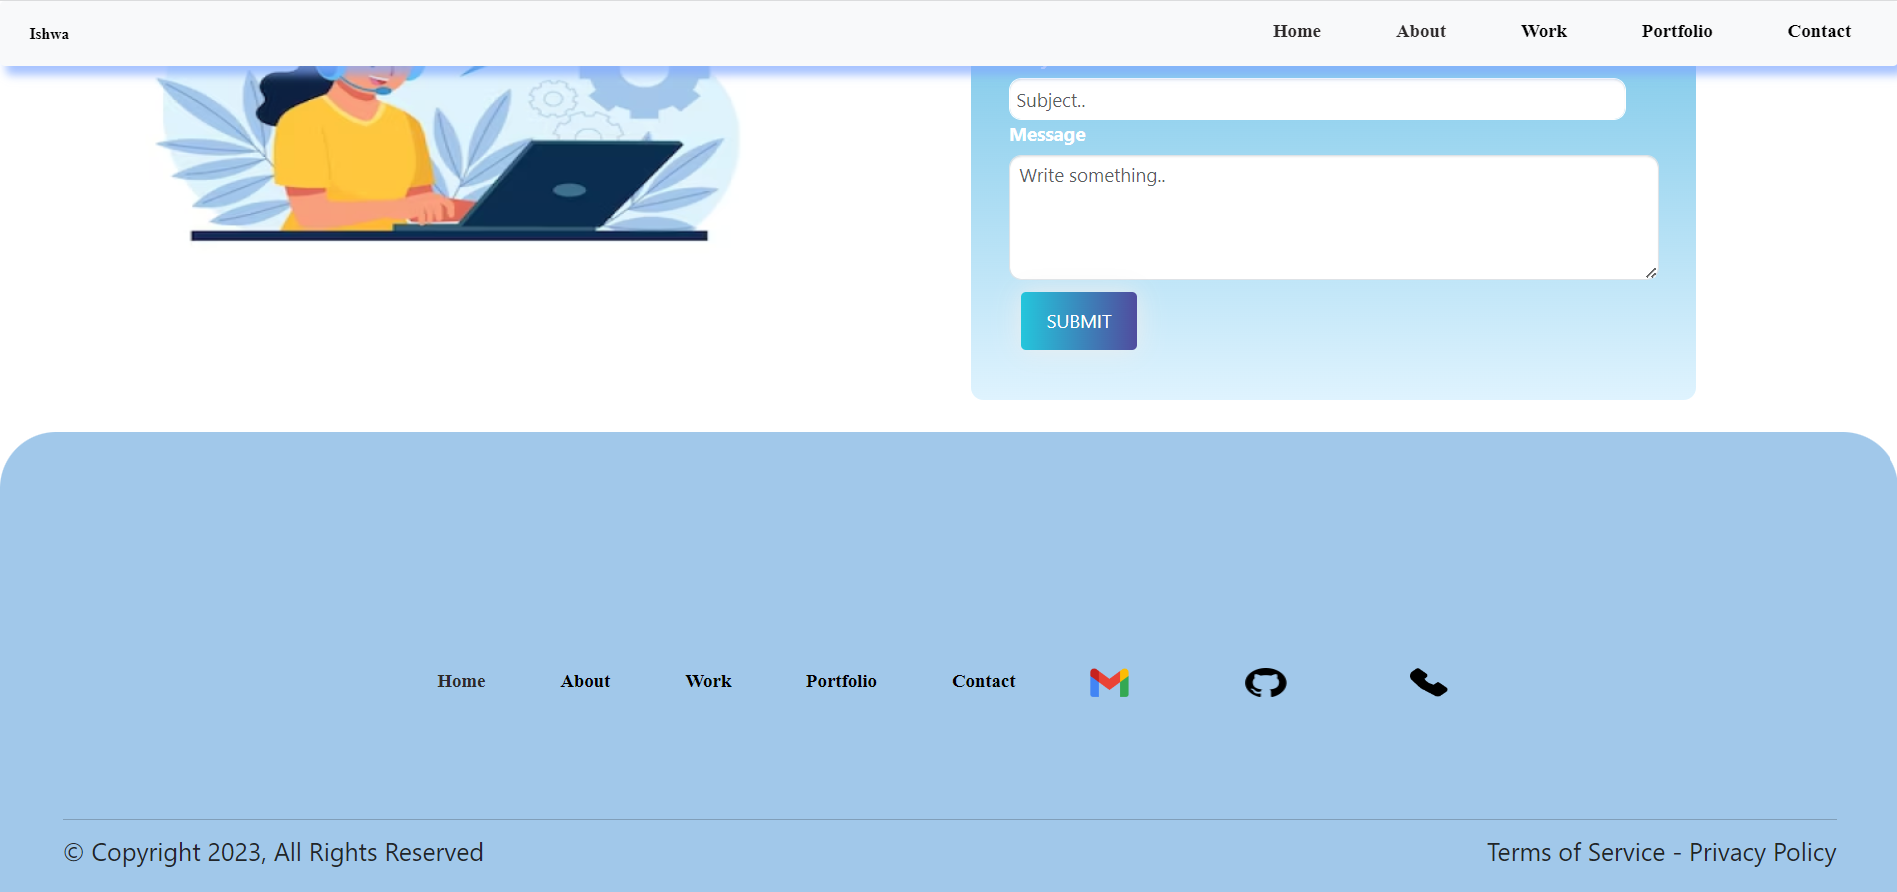 Ishwa
Home About Work Portfolio Contact
Subject..
Message
Write something..
SUBMIT
Home About Work Portfolio Contact
© Copyright 2023, All Rights Reserved
Terms of Service - Privacy Policy